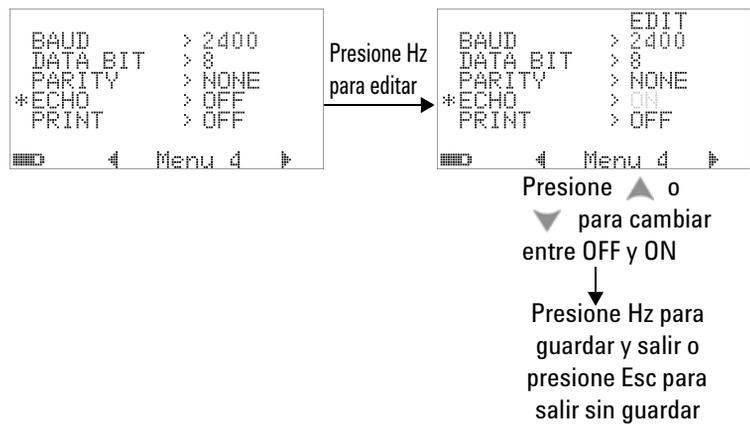 BAUD > 2400
DATA BIT > 8
PARITY > NONE
*ECHO > OFF
PRINT > OFF
Menu 4
Presione Hz
para editar
EDIT
BAUD > 2400
DATA BIT > 8
PARITY > NONE
*ECHO > ON
PRINT > OFF
Menu 4
Presione o
para cambiar
entre OFF y ON
Presione Hz para
guardar y salir o
presione Esc para
salir sin guardar